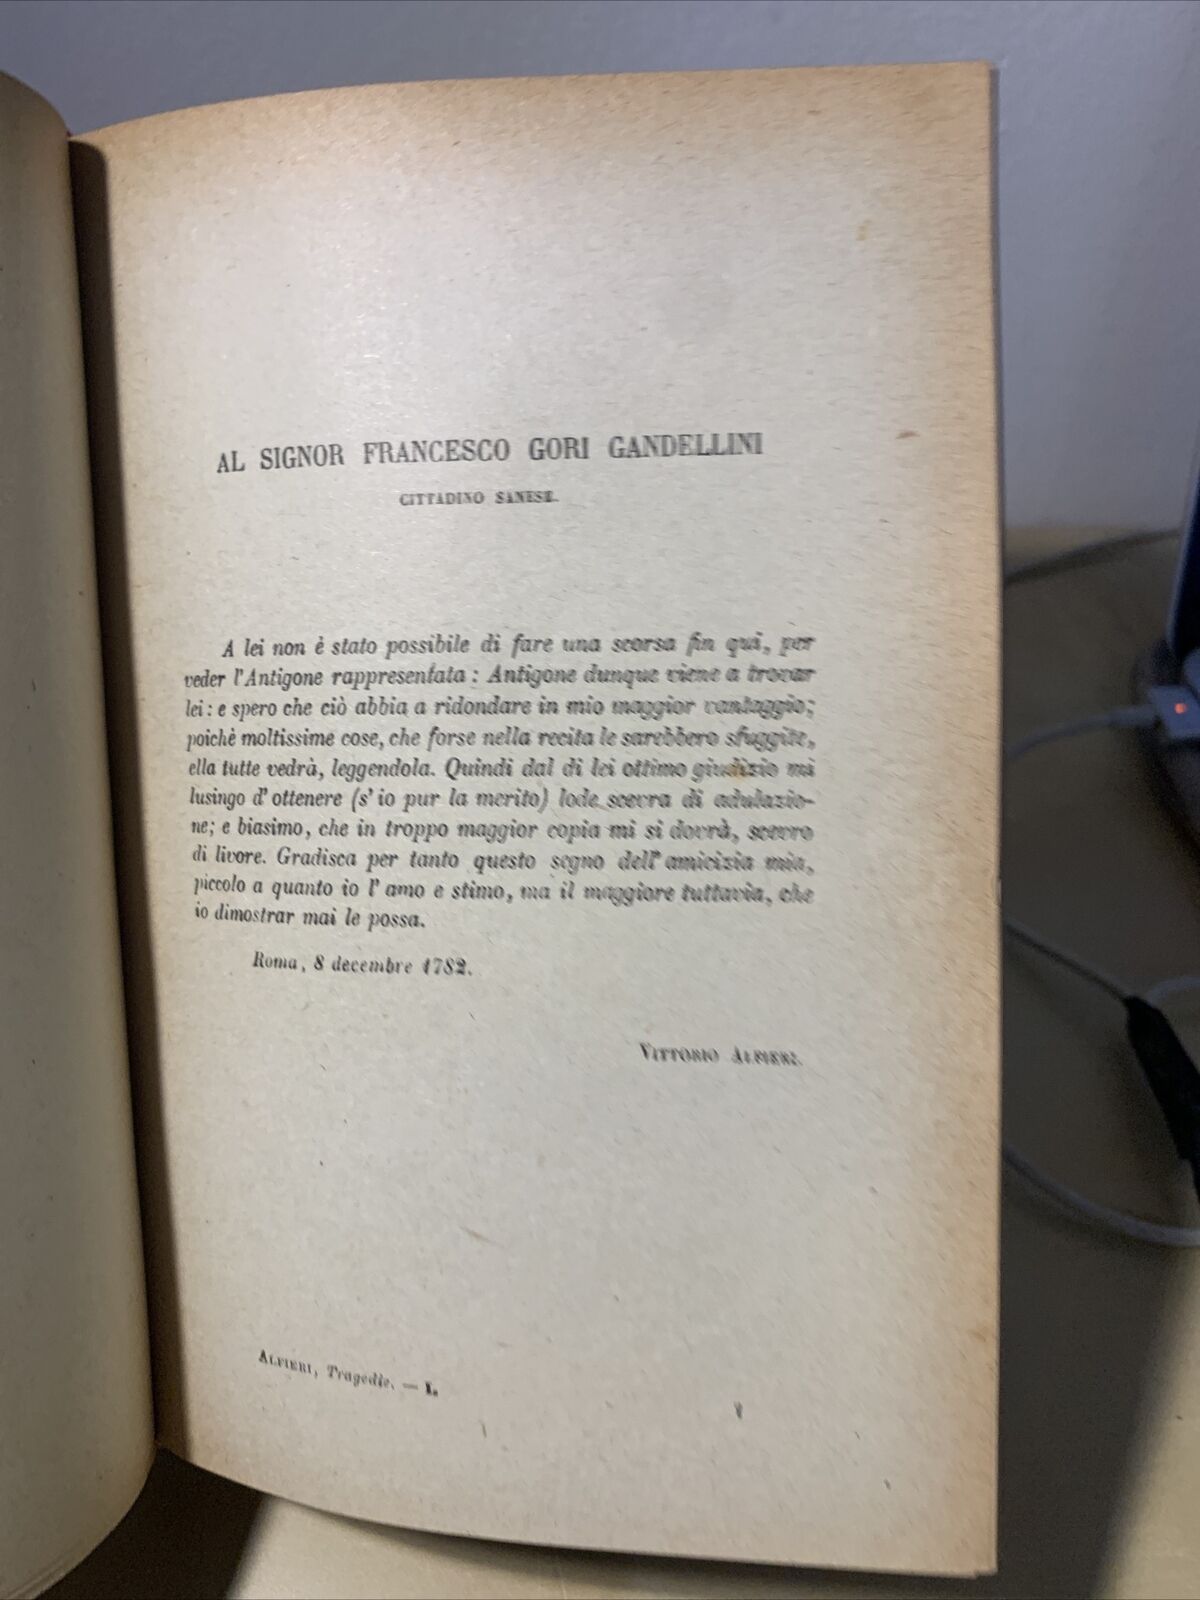 AL SIGNOR FRANCESCO GORI GANDELLINI
CITTADINO SANESE.
A lei non è stato possibile di fare una scorsa fin qui, per
veder l'Antigone rappresentata: Antigone dunque viene a trovar
lei: e spero che ciò abbia a ridondare in mio maggior vantaggio;
poichè moltissime cose, che forse nella recita le sarebbero sfuggite,
ella tutte vedrà, leggendola. Quindi dal di lei ottimo giudizio mi
lusingo d'ottenere (s'io pur la merito) lode scevra di adulazio-
ne; e biasimo, che in troppo maggior copia mi si dovrà, scevro
di livore. Gradisca per tanto questo segno dell'amicizia mia,
piccolo a quanto io l'amo e stimo, ma il maggiore tuttavia, che
io dimostrar mai le possa.
Roma, 8 decembre 1782.
VITTORIO ALFIERI.
ALFIERI, Tragedie. — I.